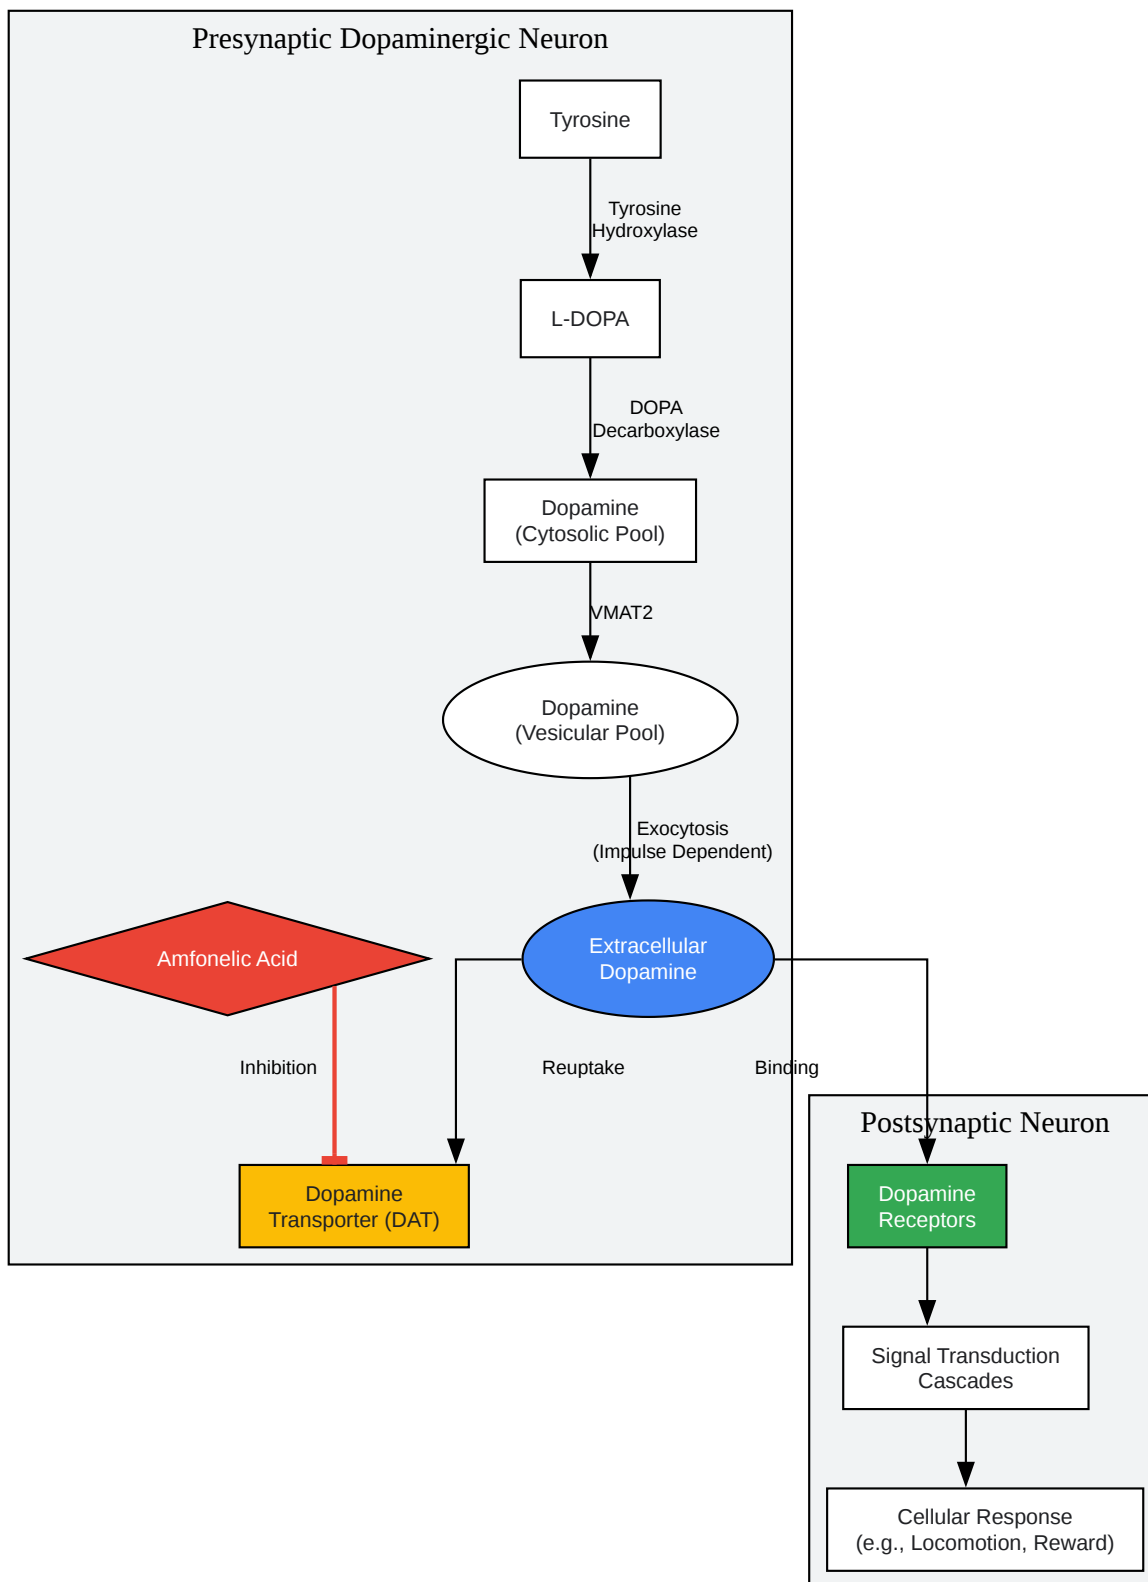 Presynaptic Dopaminergic Neuron
Tyrosine
Tyrosine
Hydroxylase
L-DOPA
DOPA
Decarboxylase
Dopamine
(Cytosolic Pool)
VMAT2
Dopamine
(Vesicular Pool)
Exocytosis
(Impulse Dependent)
Amfonelic Acid
Extracellular
Dopamine
Inhibition
Reuptake
Binding
Postsynaptic Neuron
Dopamine
Transporter (DAT)
Dopamine
Receptors
Signal Transduction
Cascades
Cellular Response
(e.g., Locomotion, Reward)